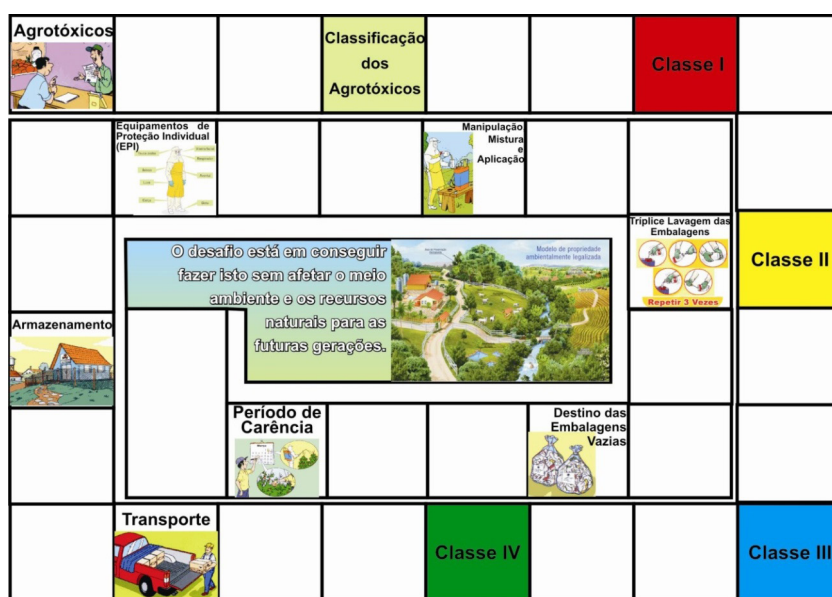 Agrotóxicos
Classificação
dos
Agrotóxicos
Classe I
Equipamentos de
Proteção Individual
(EPI)
Manipulação
Mistura
e
Aplicação
Tríplice Lavagem das
Embalagens
Repetir 3 Vezes
Classe II
O desafio está em conseguir
fazer isto sem afetar o meio
ambiente e os recursos
naturais para as
futuras gerações.
Modelo de propriedade
ambientalmente legalizada
Armazenamento
Período de
Carência
Destino das
Embalagens
Vazias
Transporte
Classe IV
Classe III